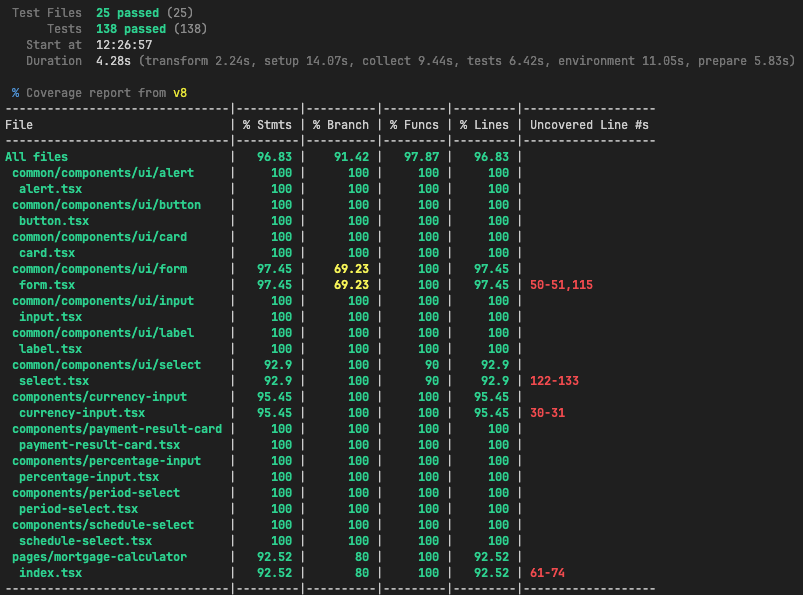 Test Files 25 passed (25)
Tests 138 passed (138)
Start at 12:26:57
Duration 4.28s (transform 2.24s, setup 14.07s, collect 9.44s, tests 6.42s, environment 11.05s, prepare 5.83s)
% Coverage report from v8
-------------------------------|---------|----------|---------|---------|-------------------
File | % Stmts | % Branch | % Funcs | % Lines | Uncovered Line #s
-------------------------------|---------|----------|---------|---------|-------------------
All files | 96.83 | 91.42 | 97.87 | 96.83 |
common/components/ui/alert | 100 | 100 | 100 | 100 |
alert.tsx | 100 | 100 | 100 | 100 |
common/components/ui/button | 100 | 100 | 100 | 100 |
button.tsx | 100 | 100 | 100 | 100 |
common/components/ui/card | 100 | 100 | 100 | 100 |
card.tsx | 100 | 100 | 100 | 100 |
common/components/ui/form | 97.45 | 69.23 | 100 | 97.45 |
form.tsx | 97.45 | 69.23 | 100 | 97.45 | 50-51,115
common/components/ui/input | 100 | 100 | 100 | 100 |
input.tsx | 100 | 100 | 100 | 100 |
common/components/ui/label | 100 | 100 | 100 | 100 |
label.tsx | 100 | 100 | 100 | 100 |
common/components/ui/select | 92.9 | 100 | 90 | 92.9 |
select.tsx | 92.9 | 100 | 90 | 92.9 | 122-133
components/currency-input | 95.45 | 100 | 100 | 95.45 |
currency-input.tsx | 95.45 | 100 | 100 | 95.45 | 30-31
components/payment-result-card | 100 | 100 | 100 | 100 |
payment-result-card.tsx | 100 | 100 | 100 | 100 |
components/percentage-input | 100 | 100 | 100 | 100 |
percentage-input.tsx | 100 | 100 | 100 | 100 |
components/period-select | 100 | 100 | 100 | 100 |
period-select.tsx | 100 | 100 | 100 | 100 |
components/schedule-select | 100 | 100 | 100 | 100 |
schedule-select.tsx | 100 | 100 | 100 | 100 |
pages/mortgage-calculator | 92.52 | 80 | 100 | 92.52 |
index.tsx | 92.52 | 80 | 100 | 92.52 | 61-74
-------------------------------|---------|----------|---------|---------|-------------------